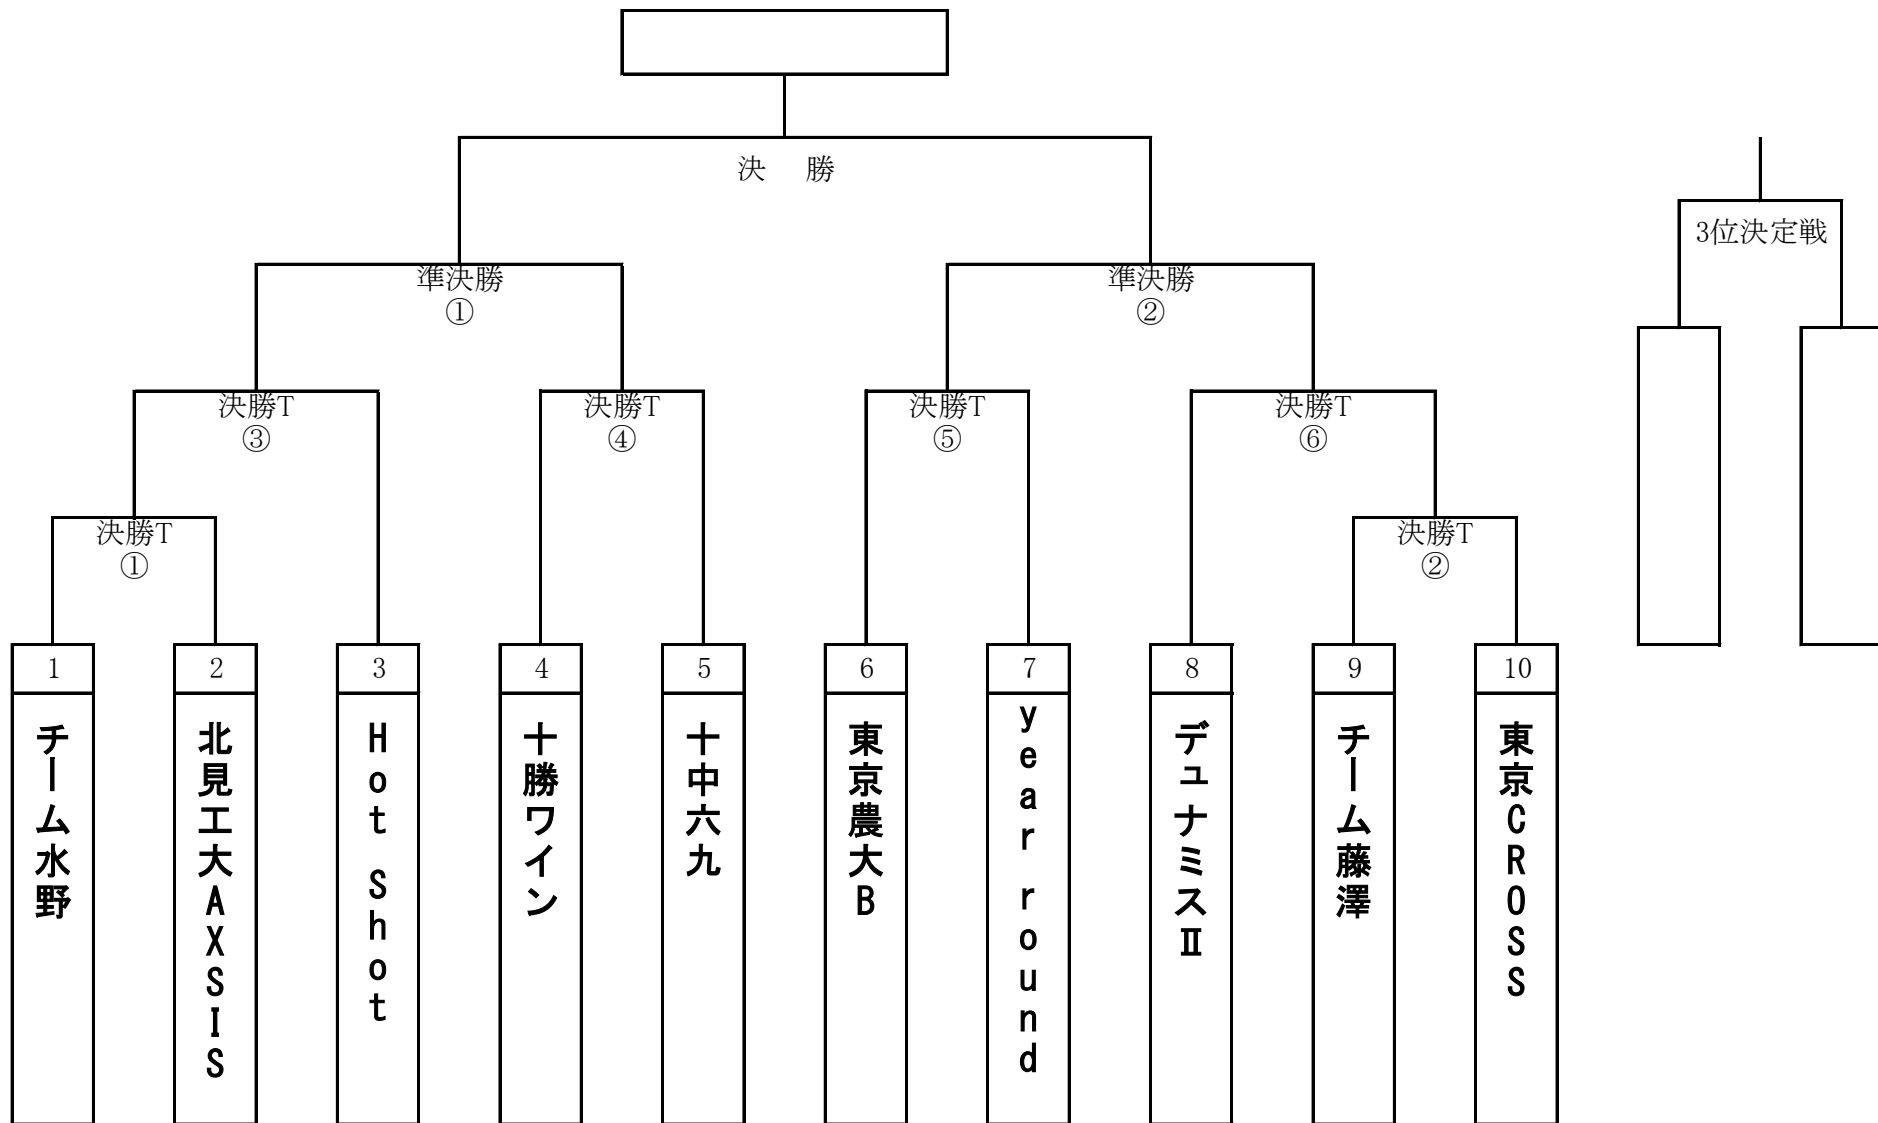 決 勝
3位決定戦
準決勝
①
準決勝
②
決勝T
③
決勝T
④
決勝T
⑤
決勝T
⑥
決勝T
①
決勝T
②
1
2
3
4
5
6
7
8
9
10
チーム水野
北見工大AXSIS
Hot Shot
十勝ワイン
十中六九
東京農大B
year round
デュナミスⅡ
チーム藤澤
東京CROSS